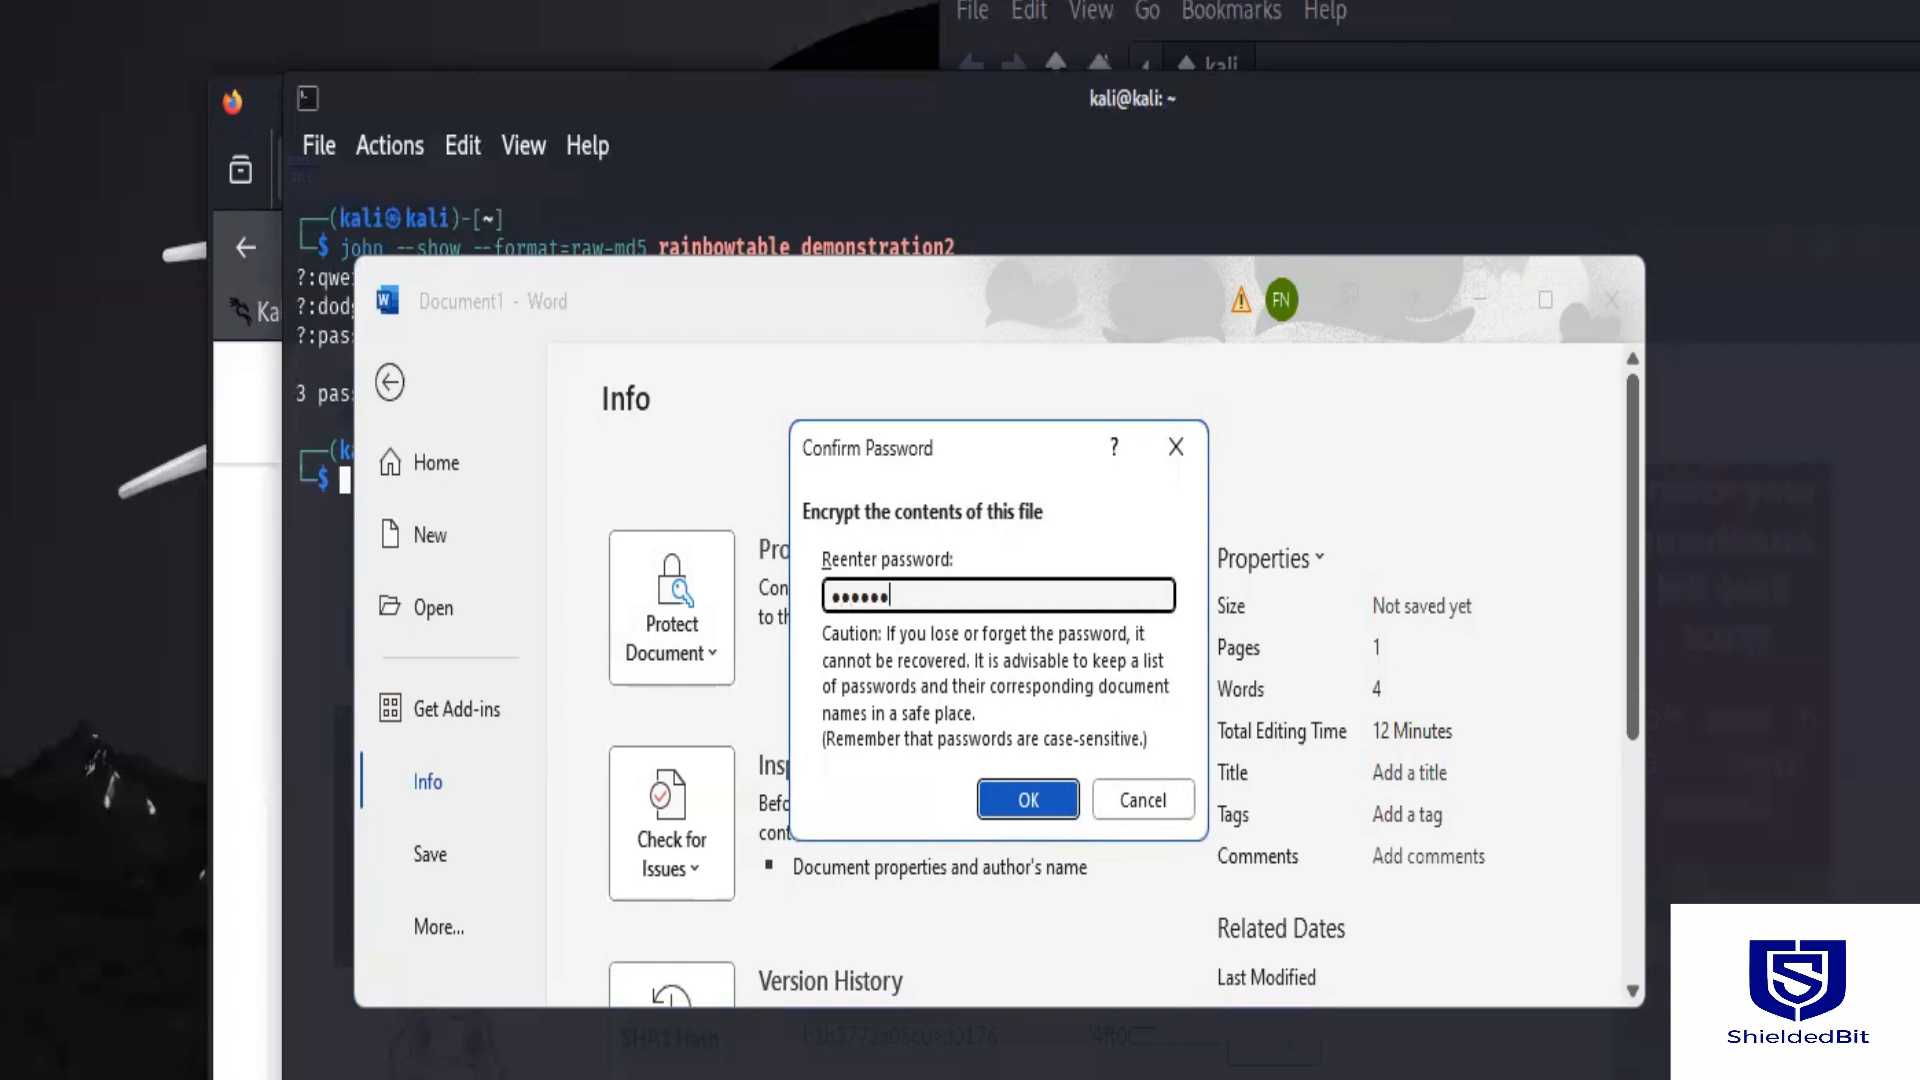 File Edit View Go Bookmarks Help
kali
kali@kali: ~
File Actions Edit View Help
(kali㉿kali)-[~]
$ john --show --format=raw-md5 rainbowtable demonstration2
?:qwe
Document1 - Word
FN
?:dod
Ka
?:pas
3 pas
$
Info
Home
New
Open
Get Add-ins
Info
Save
More...
Protect
Document
Check for
Issues
Document properties and author's name
Version History
Confirm Password
?
Encrypt the contents of this file
Reenter password:
Caution: If you lose or forget the password, it
cannot be recovered. It is advisable to keep a list
of passwords and their corresponding document
names in a safe place.
(Remember that passwords are case-sensitive.)
OK Cancel
Properties
Size Not saved yet
Pages 1
Words 4
Total Editing Time 12 Minutes
Title Add a title
Tags Add a tag
Comments Add comments
Related Dates
Last Modified
ShieldedBit